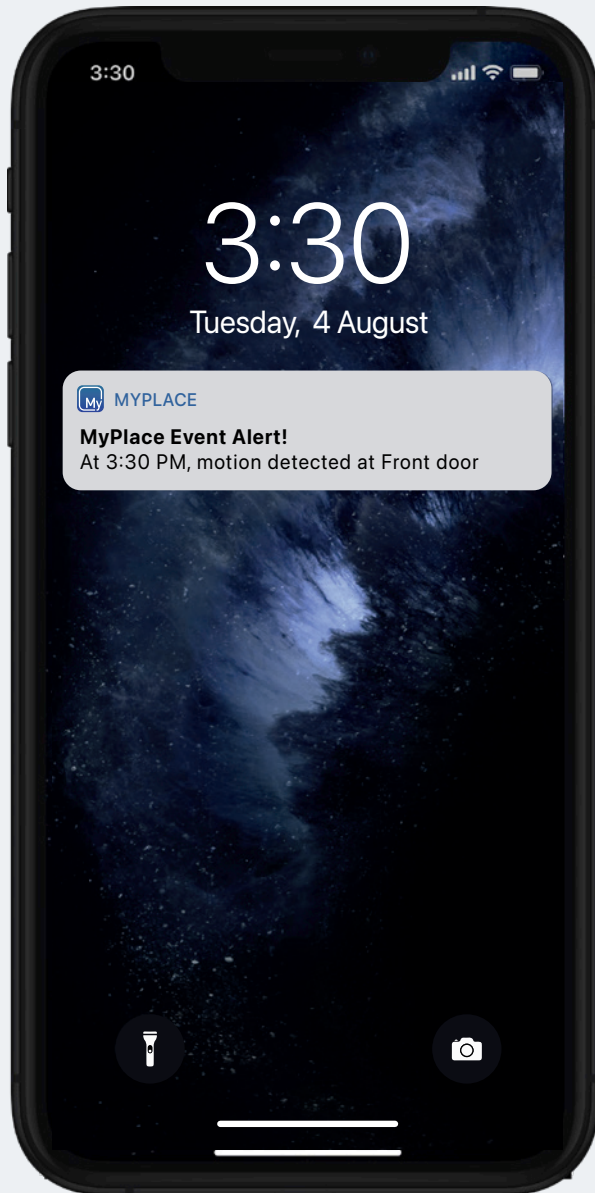 3:30
3:30
Tuesday, 4 August
My MYPLACE
MyPlace Event Alert!
At 3:30 PM, motion detected at Front door